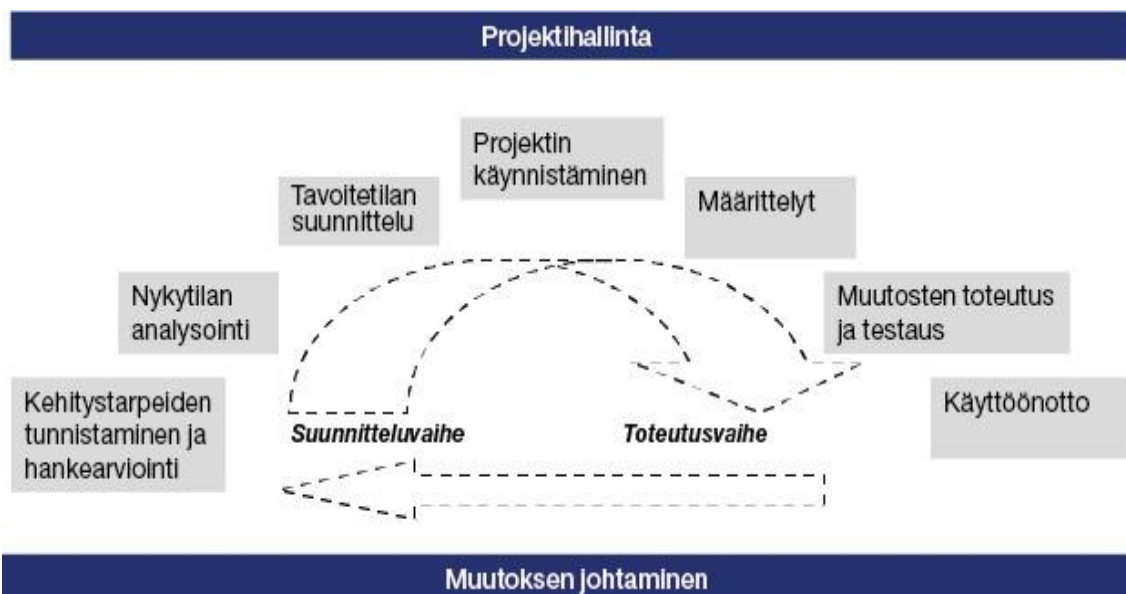 Projektihallinta
Projektin
käynnistäminen
Tavoitetilan
suunnittelu
Määrittelyt
Nykytilan
analysointi
Muutosten toteutus
ja testaus
Kehitystarpeiden
tunnistaminen ja
hankearviointi
Käyttöönotto
Suunnitteluvaihe
Toteutusvaihe
Muutoksen johtaminen